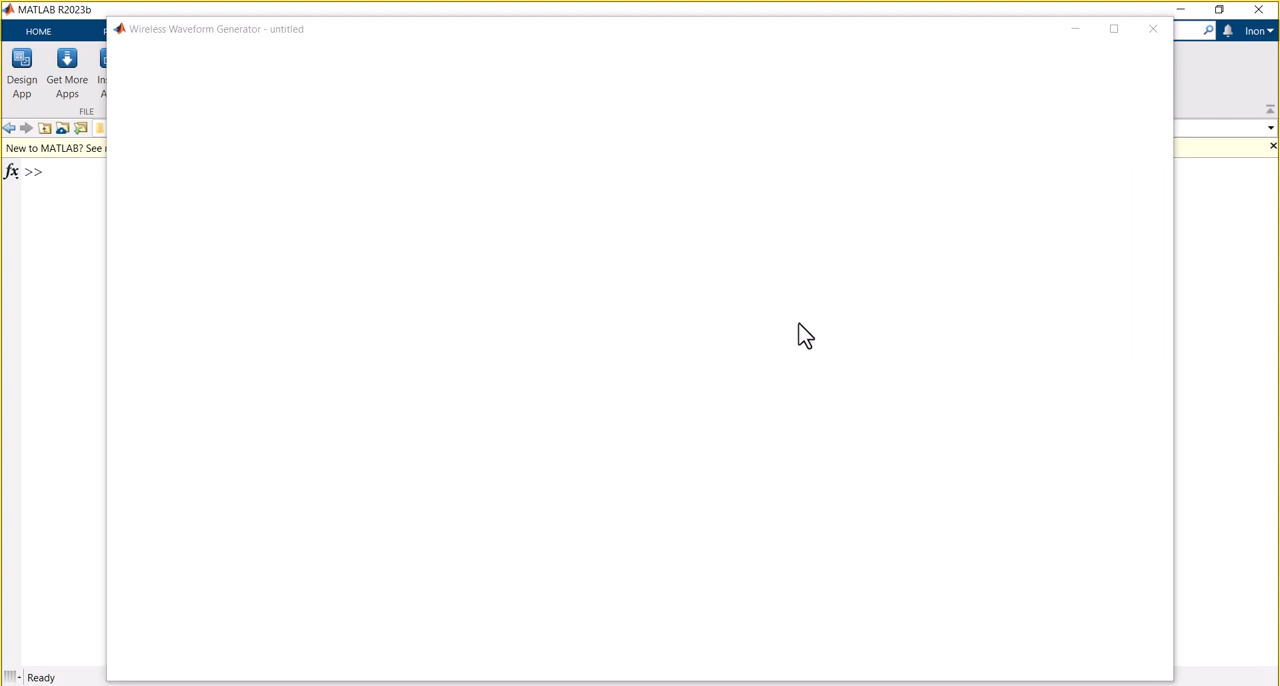 MATLAB R2023b
Wireless Waveform Generator - untitled
HOME
Inon
Design
App
Get More
Apps
FILE
New to MATLAB? See
fx >>
Ready